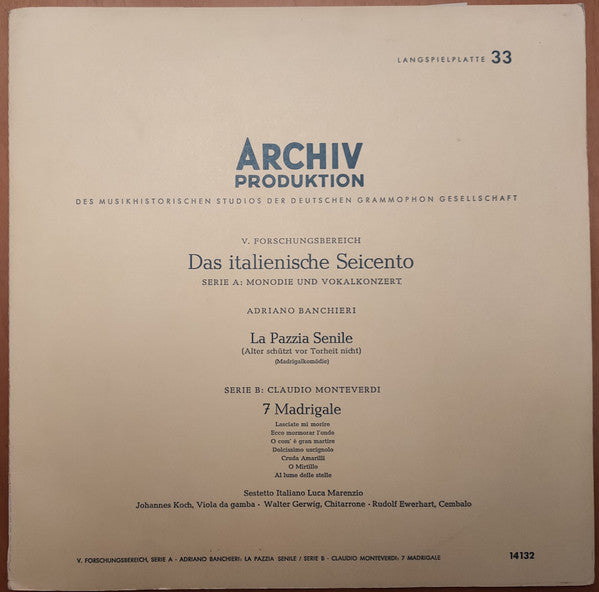 LANGSPIELPLATTE 33
ARCHIV
PRODUKTION
DES MUSIKHISTORISCHEN STUDIOS DER DEUTSCHEN GRAMMOPHON GESELLSCHAFT
V. FORSCHUNGSBEREICH
Das italienische Seicento
SERIE A: MONODIE UND VOKALKONZERT
ADRIANO BANCHIERI
La Pazzia Senile
(Alter schützt vor Torheit nicht)
(Madrigalkomödie)
SERIE B: CLAUDIO MONTEVERDI
7 Madrigale
Lasciate mi morire
Ecco mormorar l'unde
O com' è gran martire
Dolcissimo uscignolo
Cruda Amarilli
O Mirtillo
Al lume delle stelle
Sestetto Italiano Luca Marenzio
Johannes Koch, Viola da gamba · Walter Gerwig, Chitarrone · Rudolf Ewerhart, Cembalo
V. FORSCHUNGSBEREICH, SERIE A - ADRIANO BANCHIERI: LA PAZZIA SENILE / SERIE B - CLAUDIO MONTEVERDI: 7 MADRIGALE 14132